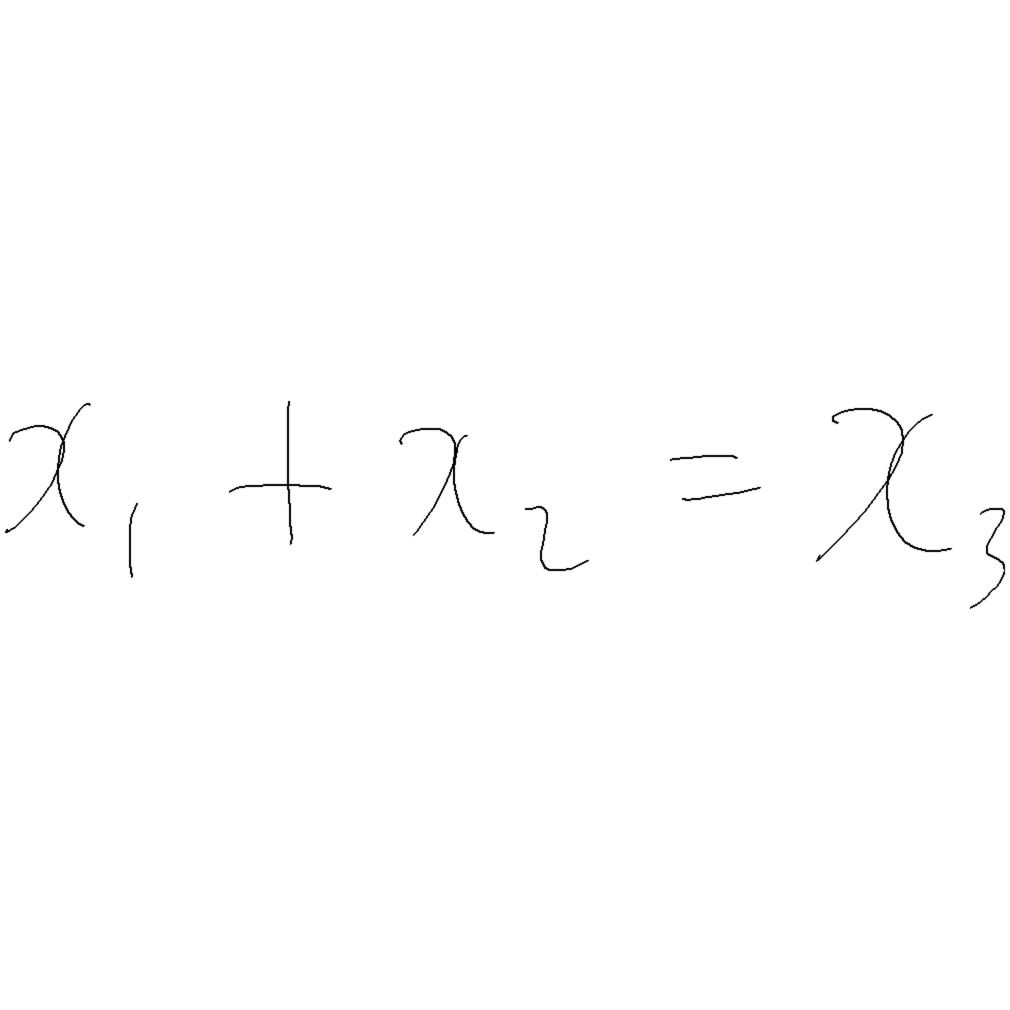 x₁ + x₂ = x₃